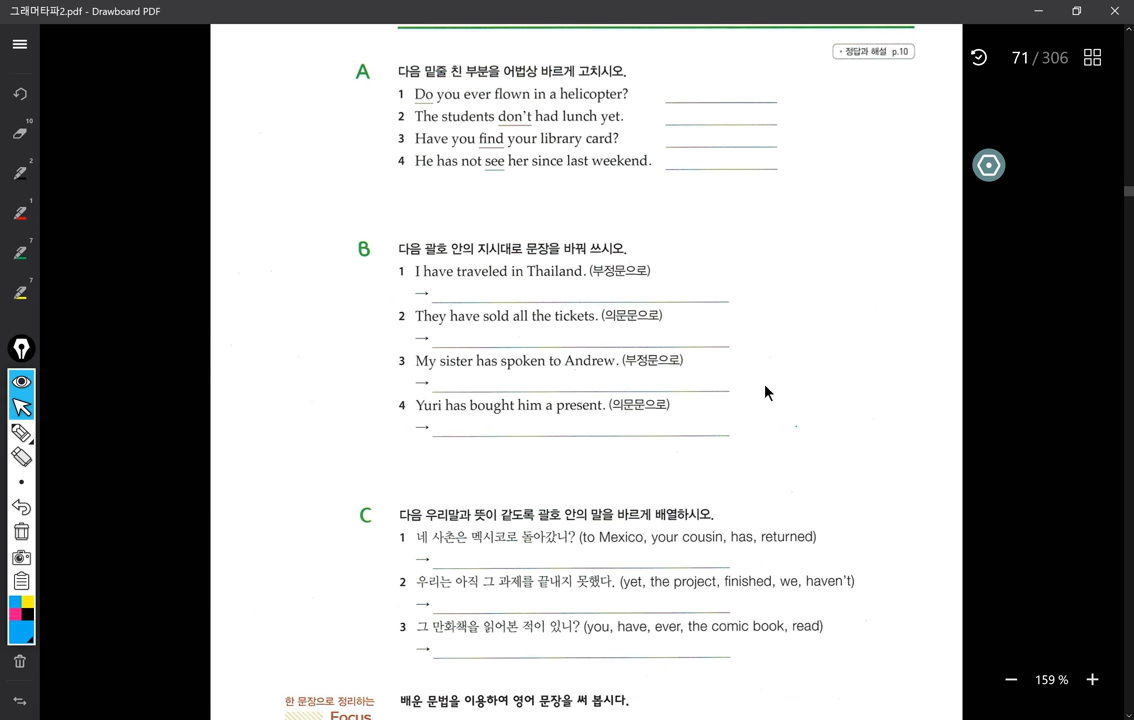 그래머타파2.pdf - Drawboard PDF
• 정답과 해설 p.10
71 / 306
A 다음 밑줄 친 부분을 어법상 바르게 고치시오.
1 Do you ever flown in a helicopter?
2 The students don't had lunch yet.
3 Have you find your library card?
4 He has not see her since last weekend.
B 다음 괄호 안의 지시대로 문장을 바꿔 쓰시오.
1 I have traveled in Thailand. (부정문으로)
→
2 They have sold all the tickets. (의문문으로)
→
3 My sister has spoken to Andrew. (부정문으로)
→
4 Yuri has bought him a present. (의문문으로)
→
C 다음 우리말과 뜻이 같도록 괄호 안의 말을 바르게 배열하시오.
1 네 사촌은 멕시코로 돌아갔니? (to Mexico, your cousin, has, returned)
→
2 우리는 아직 그 과제를 끝내지 못했다. (yet, the project, finished, we, haven't)
→
3 그 만화책을 읽어본 적이 있니? (you, have, ever, the comic book, read)
→
한 문장으로 정리하는 배운 문법을 이용하여 영어 문장을 써 봅시다.
Focus
10
2
1
7
7
159 %